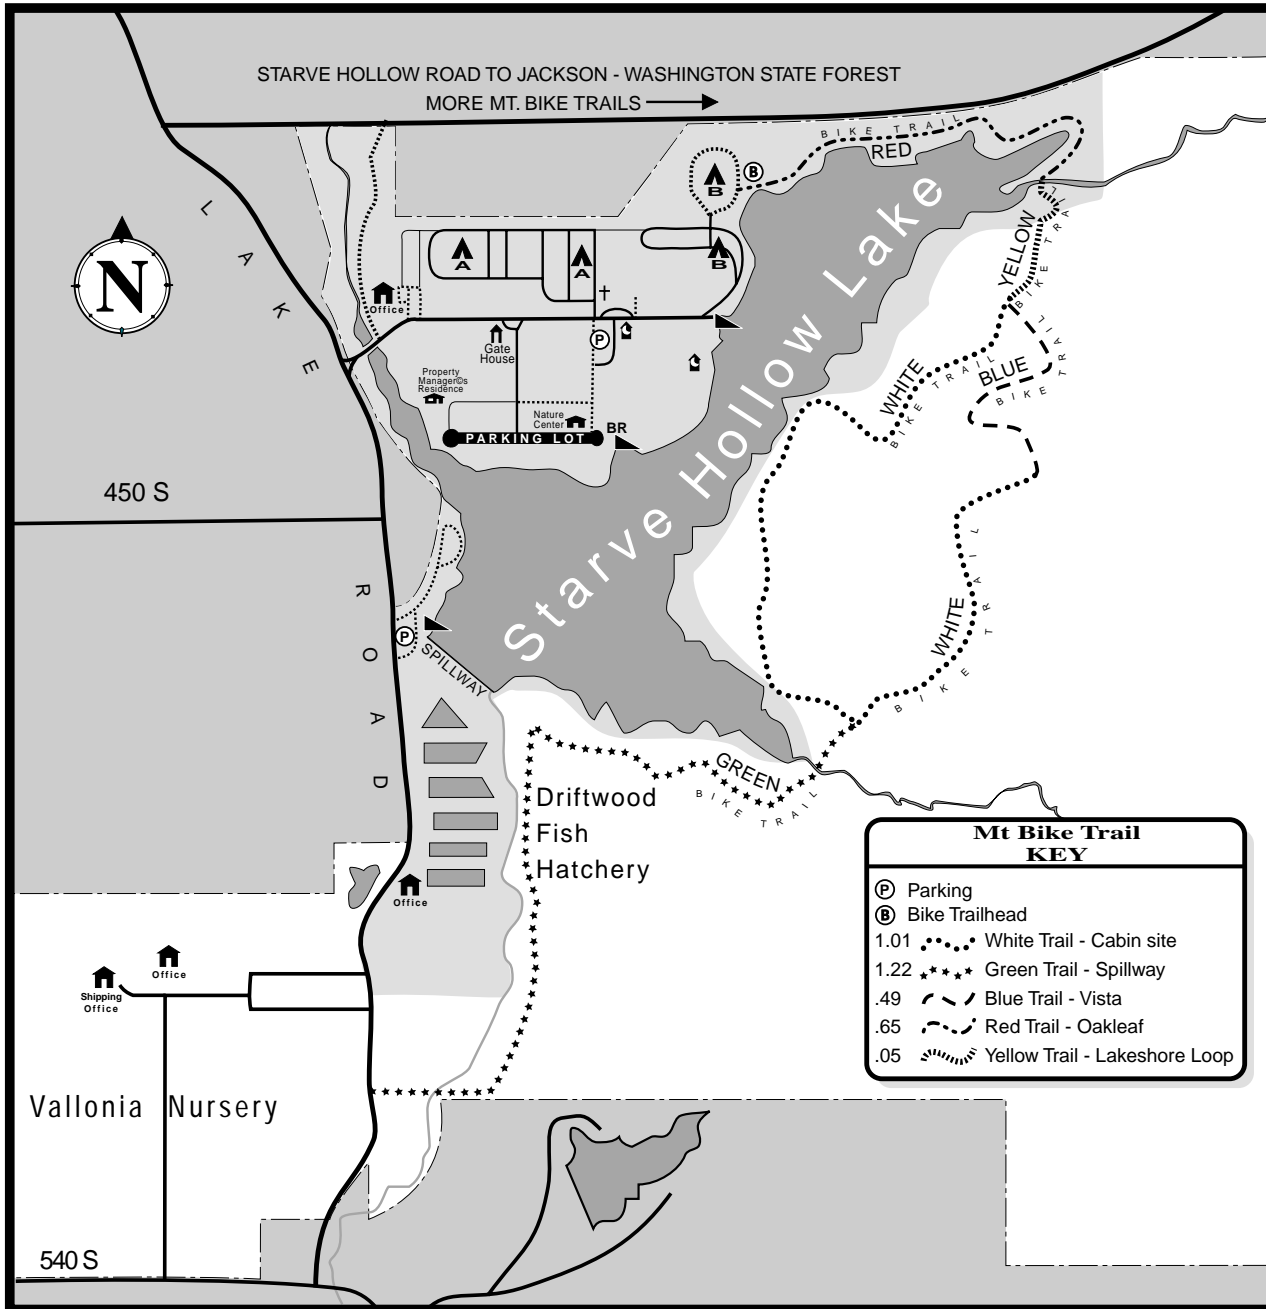 STARVE HOLLOW ROAD TO JACKSON - WASHINGTON STATE FOREST
MORE MT. BIKE TRAILS
BIKE TRAIL
RED
B
B
LAKE
N
A
A
B
YELLOW
BIKE TRAIL
Office
Gate
House
P
Property
Manager©s
Residence
Nature
Center
PARKING LOT
BR
Starve Hollow Lake
WHITE
BIKE TRAIL
BLUE
BIKE TRAIL
450 S
ROAD
P
SPILLWAY
WHITE
BIKE TRAIL
GREEN
BIKE TRAIL
Driftwood
Fish
Hatchery
Office
Office
Shipping
Office
Vallonia Nursery
540 S
Mt Bike Trail
KEY
P Parking
B Bike Trailhead
1.01 White Trail - Cabin site
1.22 Green Trail - Spillway
.49 Blue Trail - Vista
.65 Red Trail - Oakleaf
.05 Yellow Trail - Lakeshore Loop